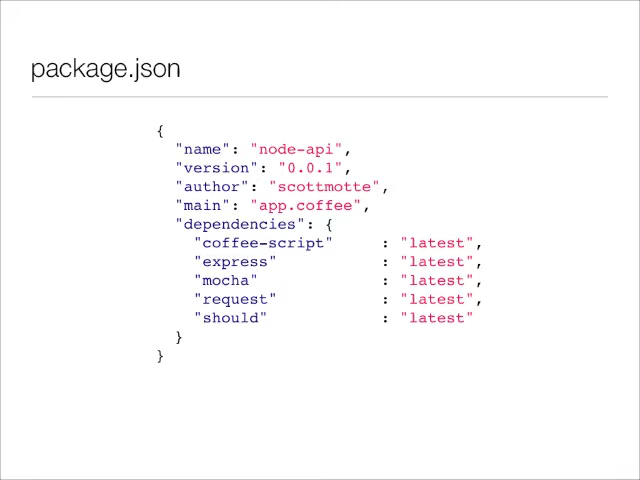 package.json
{
"name": "node-api",
"version": "0.0.1",
"author": "scottmotte",
"main": "app.coffee",
"dependencies": {
"coffee-script" : "latest",
"express" : "latest",
"mocha" : "latest",
"request" : "latest",
"should" : "latest"
}
}